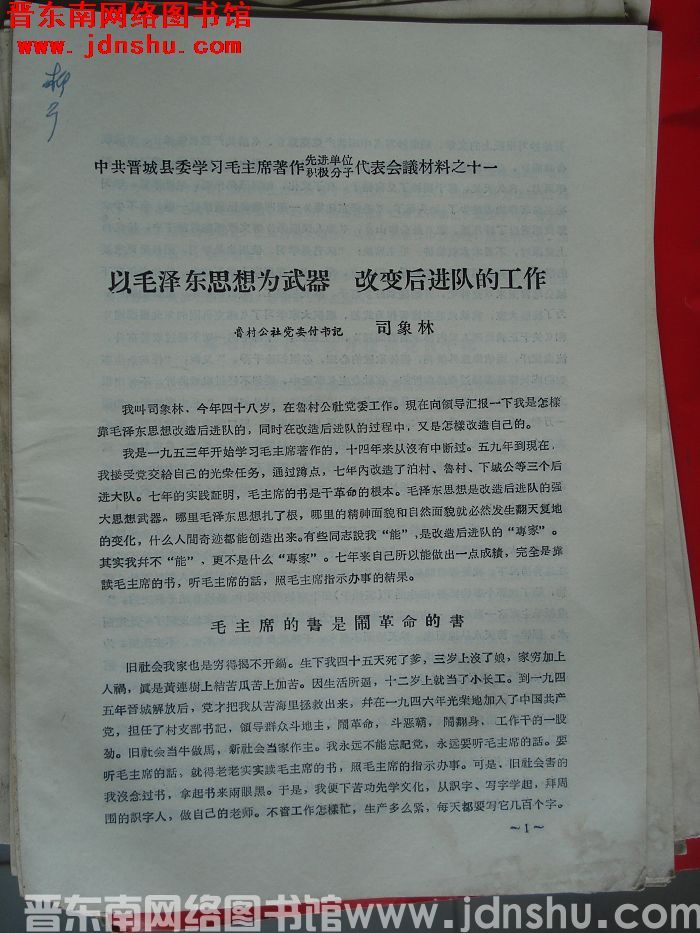 晋东南网络图书馆
www.jdnshu.com
中共晋城县委学习毛主席著作先进单位积极分子代表会議材料之十一
以毛泽东思想为武器 改变后进队的工作
魯村公社党委付书記 司象林
我叫司象林，今年四十八岁，在魯村公社党委工作。現在向领导汇报一下我是怎样
靠毛泽东思想改造后进队的，同时在改造后进队的过程中，又是怎样改造自己的。
我是一九五三年开始学习毛主席著作的，十四年来从沒有中断过。五九年到現在，
我接受党交給自己的光荣任务，通过蹲点，七年內改造了泊村、魯村、下城公等三个后
进大队。七年的实践証明，毛主席的书是干革命的根本。毛泽东思想是改造后进队的强
大思想武器。哪里毛泽东思想扎了根，哪里的精神面貌和自然面貌就必然发生翻天复地
的变化，什么人間奇迹都能創造出来。有些同志說我“能”，是改造后进队的“專家”。
其实我幷不“能”，更不是什么“專家”。七年来自己所以能做出一点成績，完全是靠
讀毛主席的书，听毛主席的話，照毛主席指示办事的結果。
毛主席的書是鬧革命的書
旧社会我家也是穷得揭不开鍋。生下我四十五天死了爹，三岁上沒了娘，家穷加上
人禍，眞是黃連樹上結苦瓜苦上加苦。因生活所逼，十二岁上就当了小长工。到一九四
五年晋城解放后，党才把我从苦海里拯救出来，幷在一九四六年光荣地加入了中国共产
党，担任了村支部书記，領导群众斗地主，鬧革命，斗恶霸，鬧翻身，工作干的一股
劲。旧社会当牛做馬，新社会当家作主。我永远不能忘記党，永远要听毛主席的話。要
听毛主席的話，就得老老实实讀毛主席的书，照毛主席的指示办事。可是，旧社会害的
我沒念过书，拿起书来兩眼黑。于是，我便下苦功先学文化，从識字、写字学起，拜周
围的識字人，做自己的老师。不管工作怎樣忙，生产多么紧，每天都要写它几百个字。
～1～
晋东南网络图书馆 www.jdnshu.com